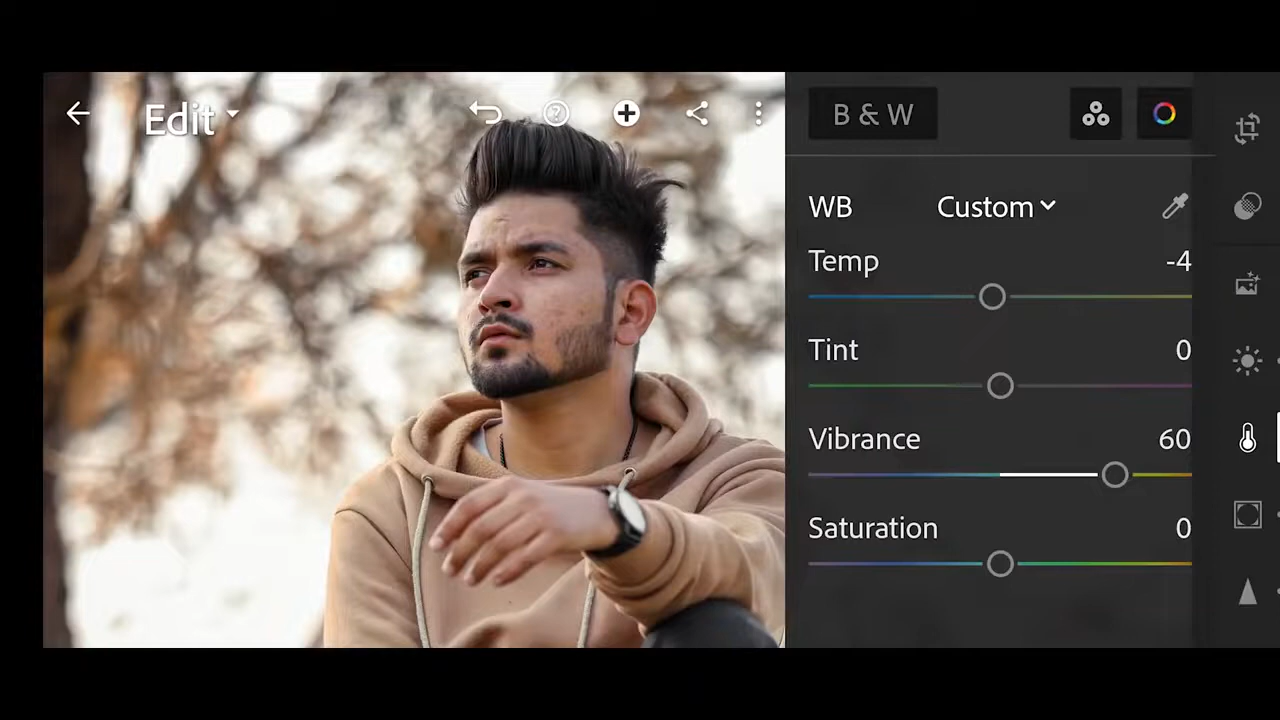 Edit
B & W
WB Custom
Temp -4
Tint 0
Vibrance 60
Saturation 0